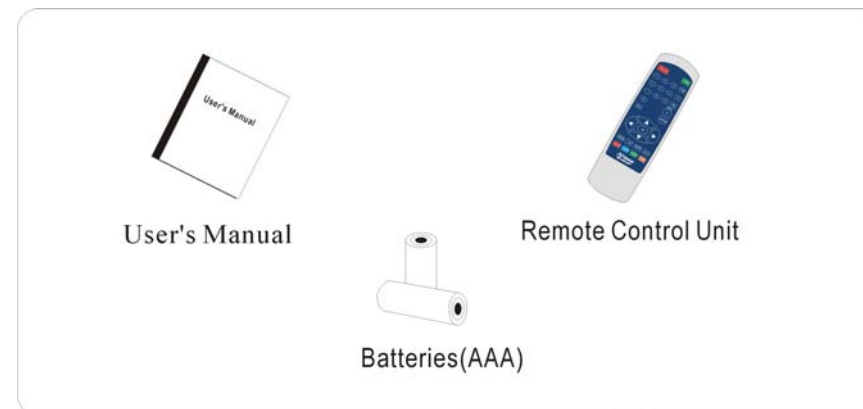 User's Manual
User's Manual
Remote Control Unit
Batteries(AAA)